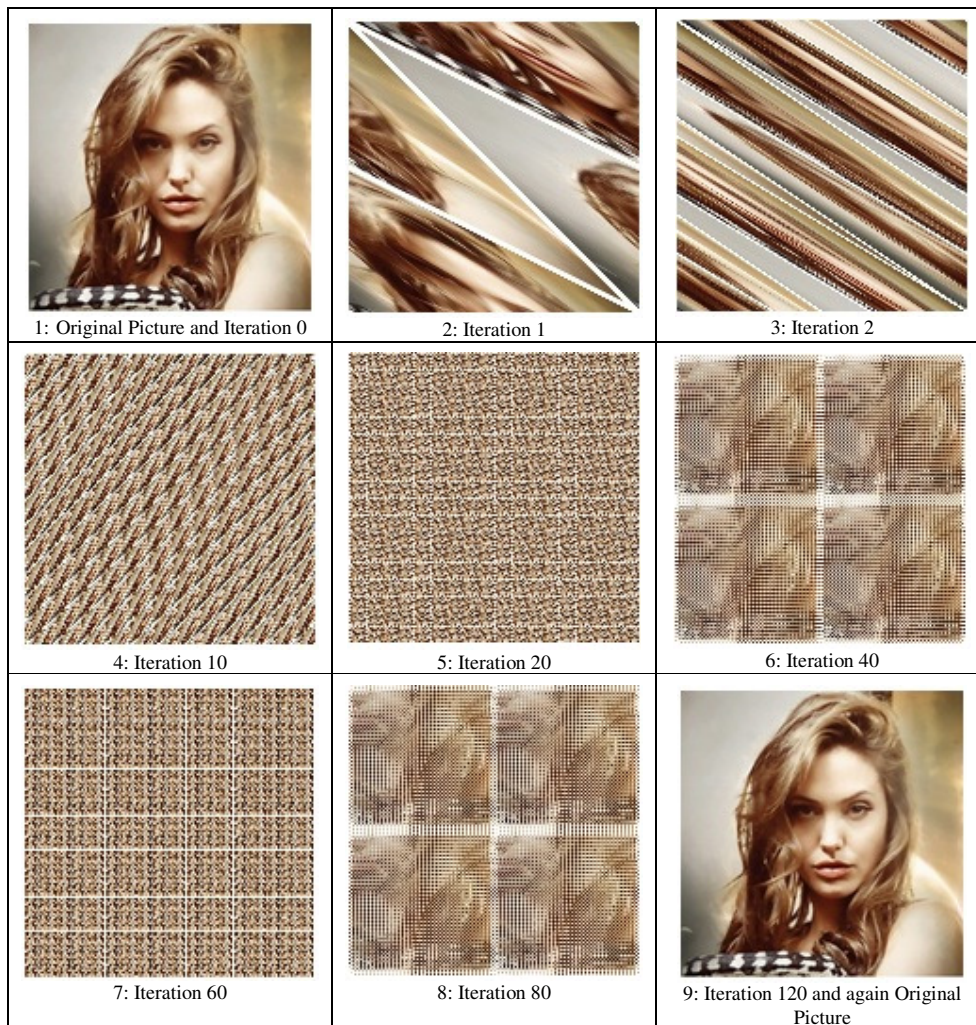 1: Original Picture and Iteration 0
2: Iteration 1
3: Iteration 2
4: Iteration 10
5: Iteration 20
6: Iteration 40
7: Iteration 60
8: Iteration 80
9: Iteration 120 and again Original
Picture